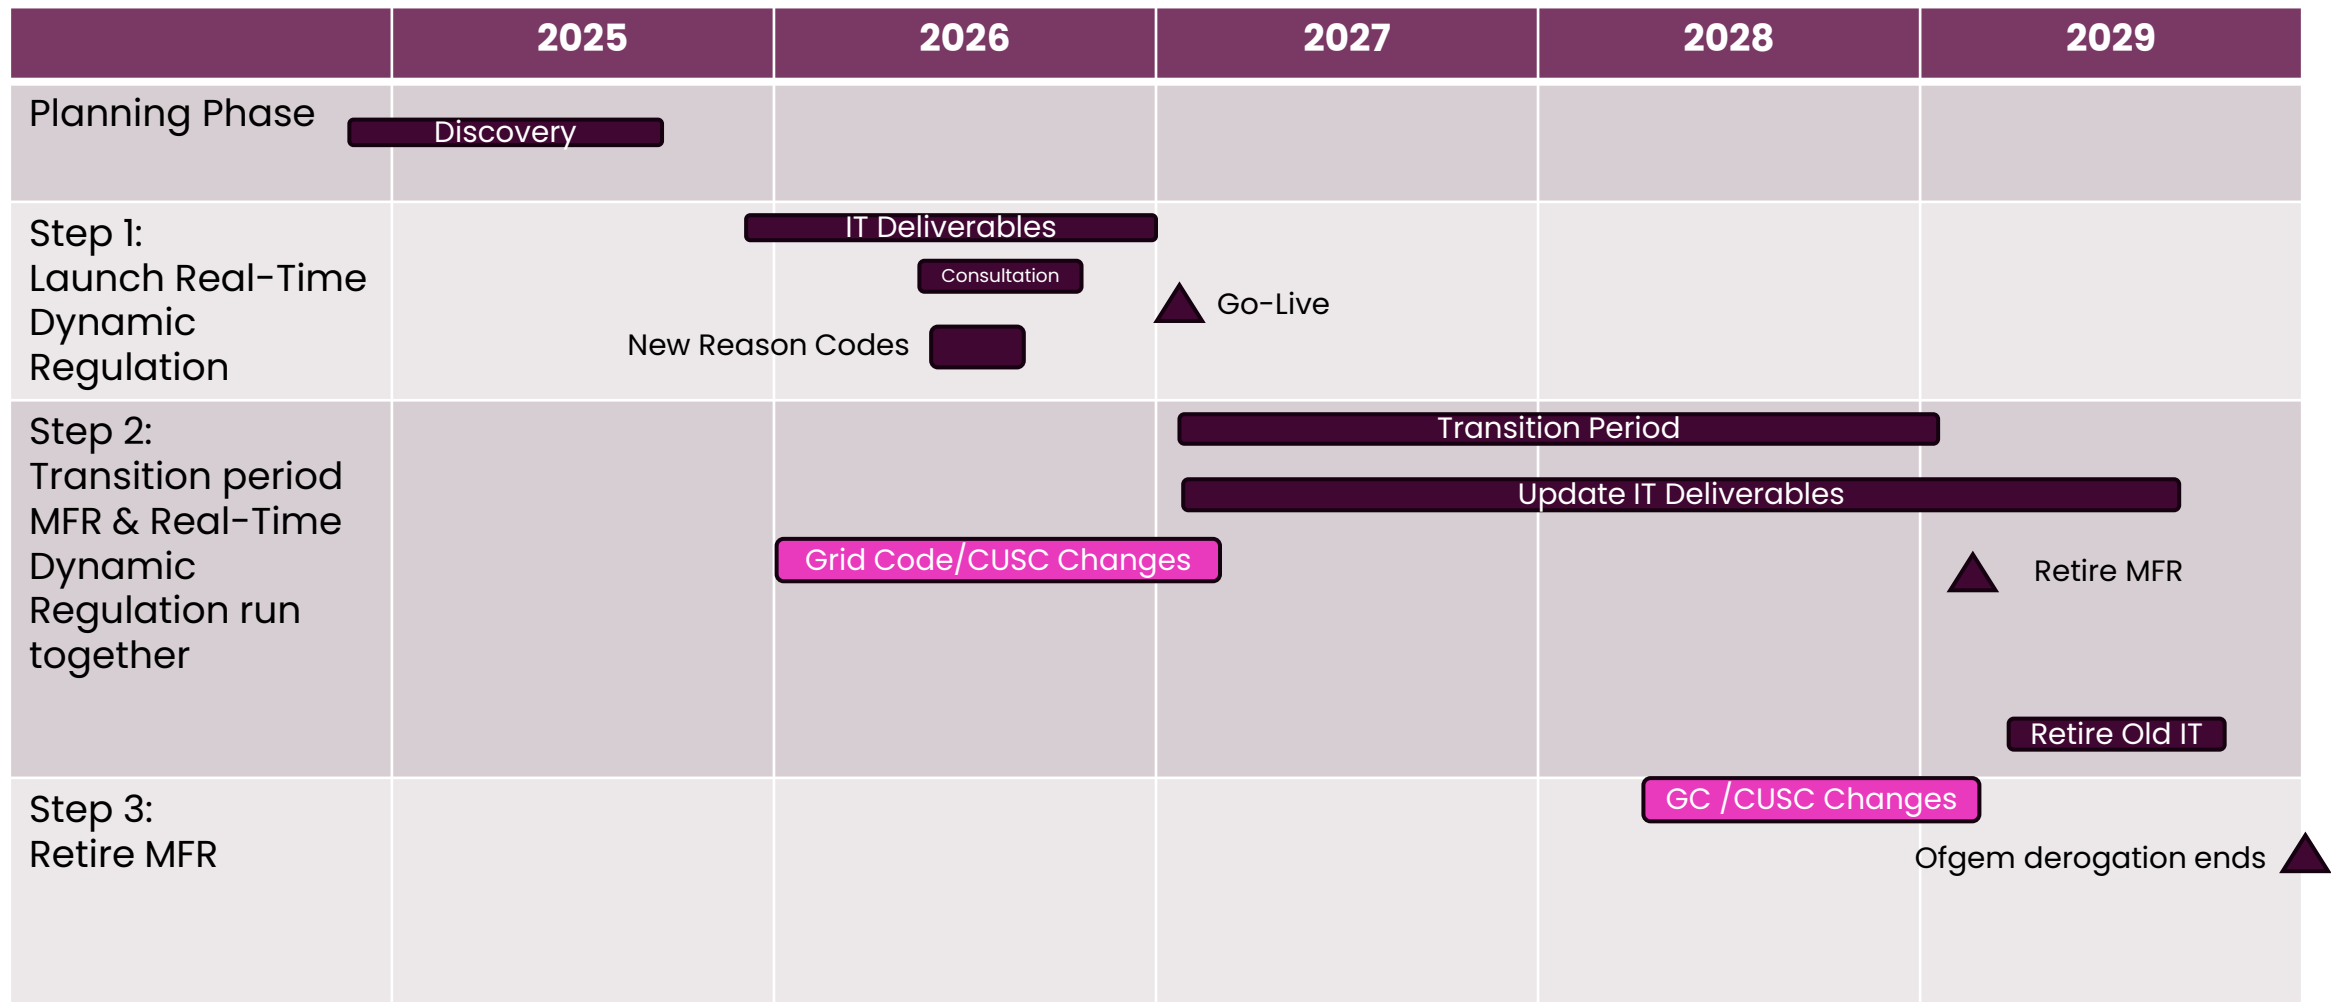 2025 2026 2027 2028 2029
Planning Phase
Discovery
Step 1:
Launch Real-Time
Dynamic
Regulation
IT Deliverables
Consultation
Go-Live
New Reason Codes
Step 2:
Transition period
MFR & Real-Time
Dynamic
Regulation run
together
Transition Period
Update IT Deliverables
Grid Code/CUSC Changes
Retire MFR
Retire Old IT
Step 3:
Retire MFR
GC /CUSC Changes
Ofgem derogation ends